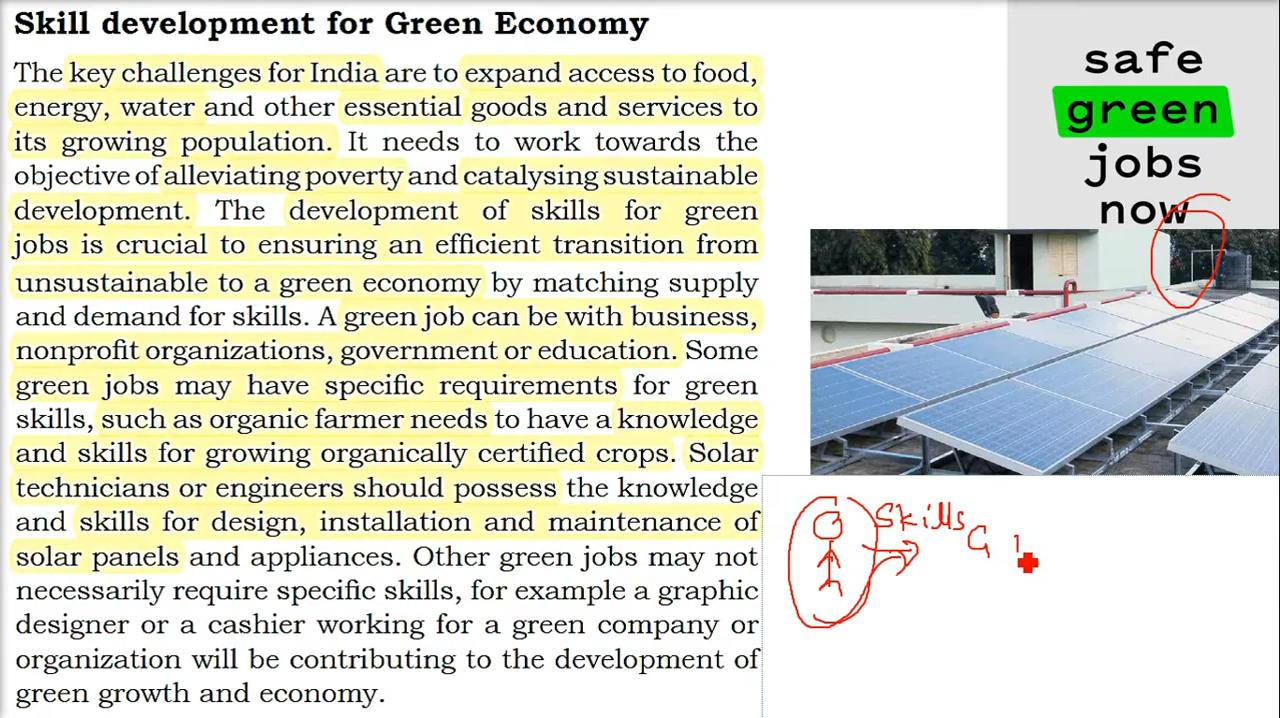 Skill development for Green Economy
The key challenges for India are to expand access to food,
energy, water and other essential goods and services to
its growing population. It needs to work towards the
objective of alleviating poverty and catalysing sustainable
development. The development of skills for green
jobs is crucial to ensuring an efficient transition from
unsustainable to a green economy by matching supply
and demand for skills. A green job can be with business,
nonprofit organizations, government or education. Some
green jobs may have specific requirements for green
skills, such as organic farmer needs to have a knowledge
and skills for growing organically certified crops. Solar
technicians or engineers should possess the knowledge
and skills for design, installation and maintenance of
solar panels and appliances. Other green jobs may not
necessarily require specific skills, for example a graphic
designer or a cashier working for a green company or
organization will be contributing to the development of
green growth and economy.
safe
green
jobs
now
Skills
G